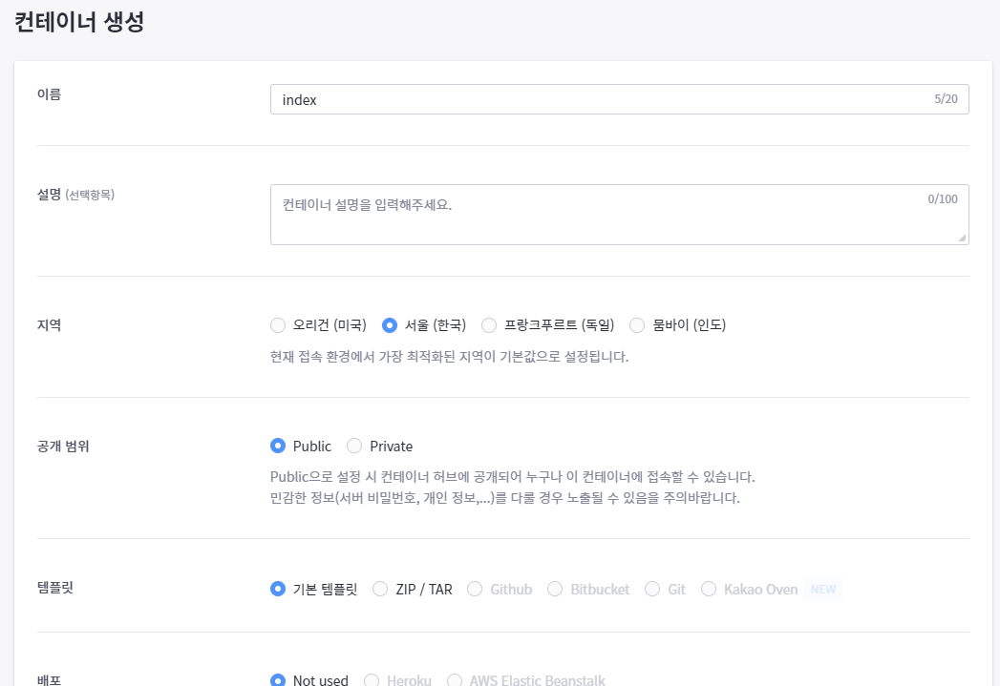 컨테이너 생성
이름
index 5/20
설명 (선택항목)
컨테이너 설명을 입력해주세요. 0/100
지역
오리건 (미국) 서울 (한국) 프랑크푸르트 (독일) 뭄바이 (인도)
현재 접속 환경에서 가장 최적화된 지역이 기본값으로 설정됩니다.
공개 범위
Public Private
Public으로 설정 시 컨테이너 허브에 공개되어 누구나 이 컨테이너에 접속할 수 있습니다.
민감한 정보(서버 비밀번호, 개인 정보,...)를 다룰 경우 노출될 수 있음을 주의바랍니다.
템플릿
기본 템플릿 ZIP / TAR Github Bitbucket Git Kakao Oven NEW
배포
Not used Heroku AWS Elastic Beanstalk